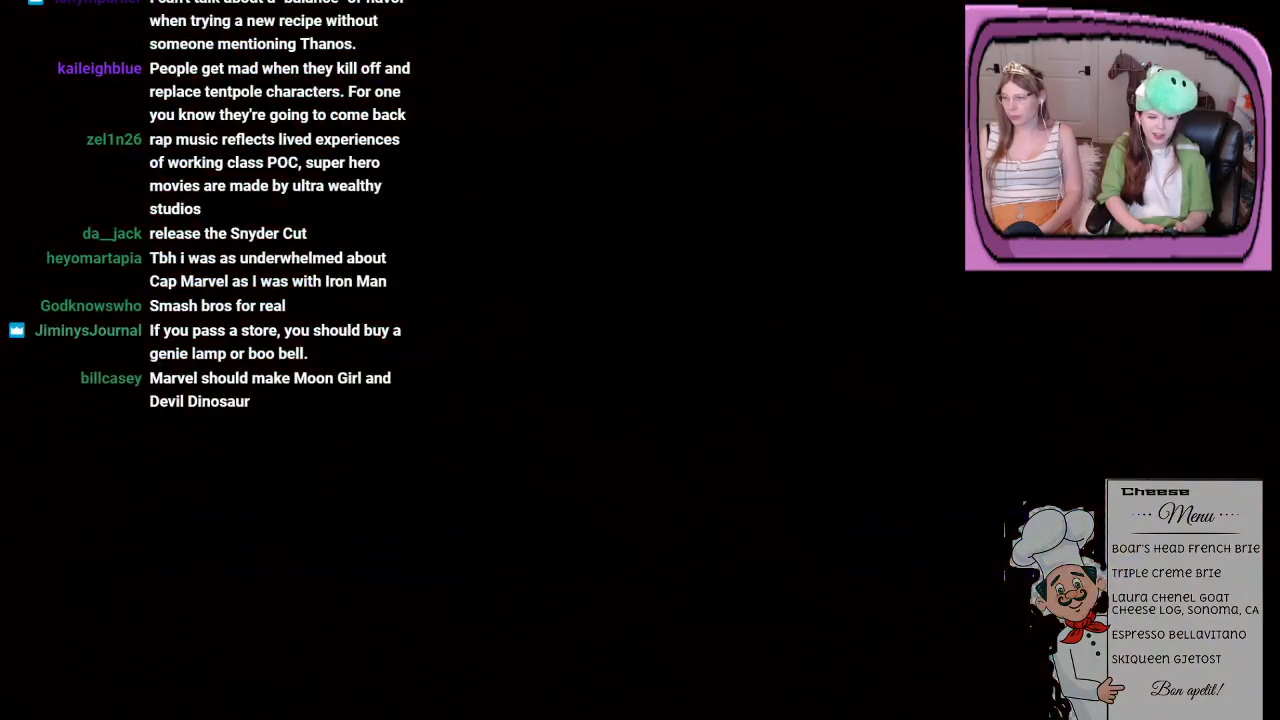 I can't talk about a "balance" of flavor
when trying a new recipe without
someone mentioning Thanos.
kaileighblue People get mad when they kill off and
replace tentpole characters. For one
you know they're going to come back
zel1n26 rap music reflects lived experiences
of working class POC, super hero
movies are made by ultra wealthy
studios
da__jack release the Snyder Cut
heyomartapia Tbh i was as underwhelmed about
Cap Marvel as I was with Iron Man
Godknowswho Smash bros for real
JiminysJournal If you pass a store, you should buy a
genie lamp or boo bell.
billcasey Marvel should make Moon Girl and
Devil Dinosaur
Cheese
Menu
Boar's Head French Brie
Triple Creme Brie
Laura Chenel Goat
Cheese Log, Sonoma, CA
Espresso Bellavitano
Skiqueen Gjetost
Bon apetit!